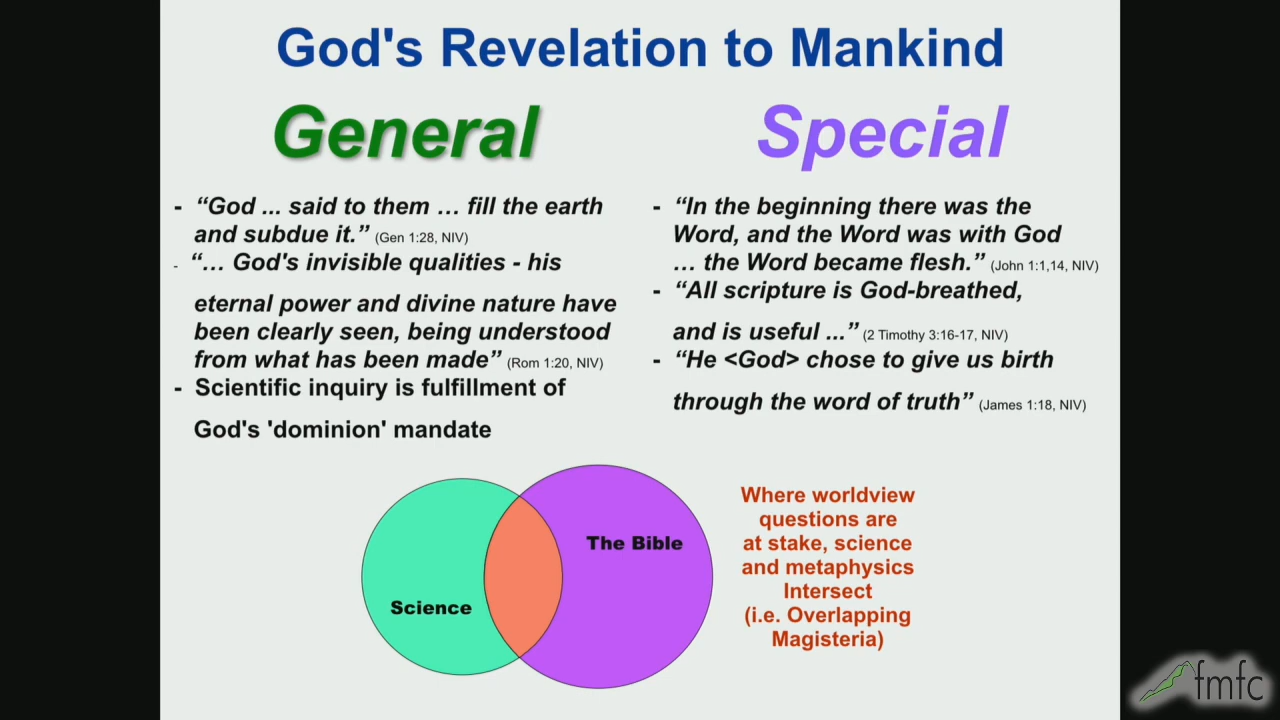 God's Revelation to Mankind
General
- “God ... said to them … fill the earth
and subdue it.” (Gen 1:28, NIV)
- “… God's invisible qualities - his
eternal power and divine nature have
been clearly seen, being understood
from what has been made” (Rom 1:20, NIV)
- Scientific inquiry is fulfillment of
God's 'dominion' mandate
Special
- “In the beginning there was the
Word, and the Word was with God
… the Word became flesh.” (John 1:1,14, NIV)
- “All scripture is God-breathed,
and is useful ...” (2 Timothy 3:16-17, NIV)
- “He <God> chose to give us birth
through the word of truth” (James 1:18, NIV)
Science
The Bible
Where worldview
questions are
at stake, science
and metaphysics
Intersect
(i.e. Overlapping
Magisteria)
fmfc